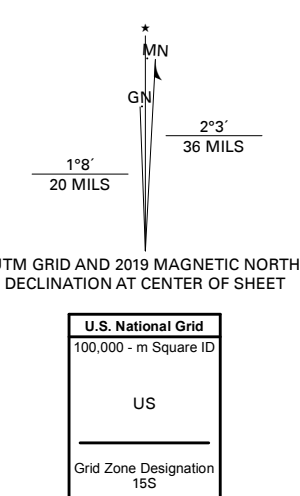 ★
MN
GN
2°3´
36 MILS
1°8´
20 MILS
UTM GRID AND 2019 MAGNETIC NORTH
DECLINATION AT CENTER OF SHEET
U.S. National Grid
100,000 - m Square ID
US
Grid Zone Designation
15S